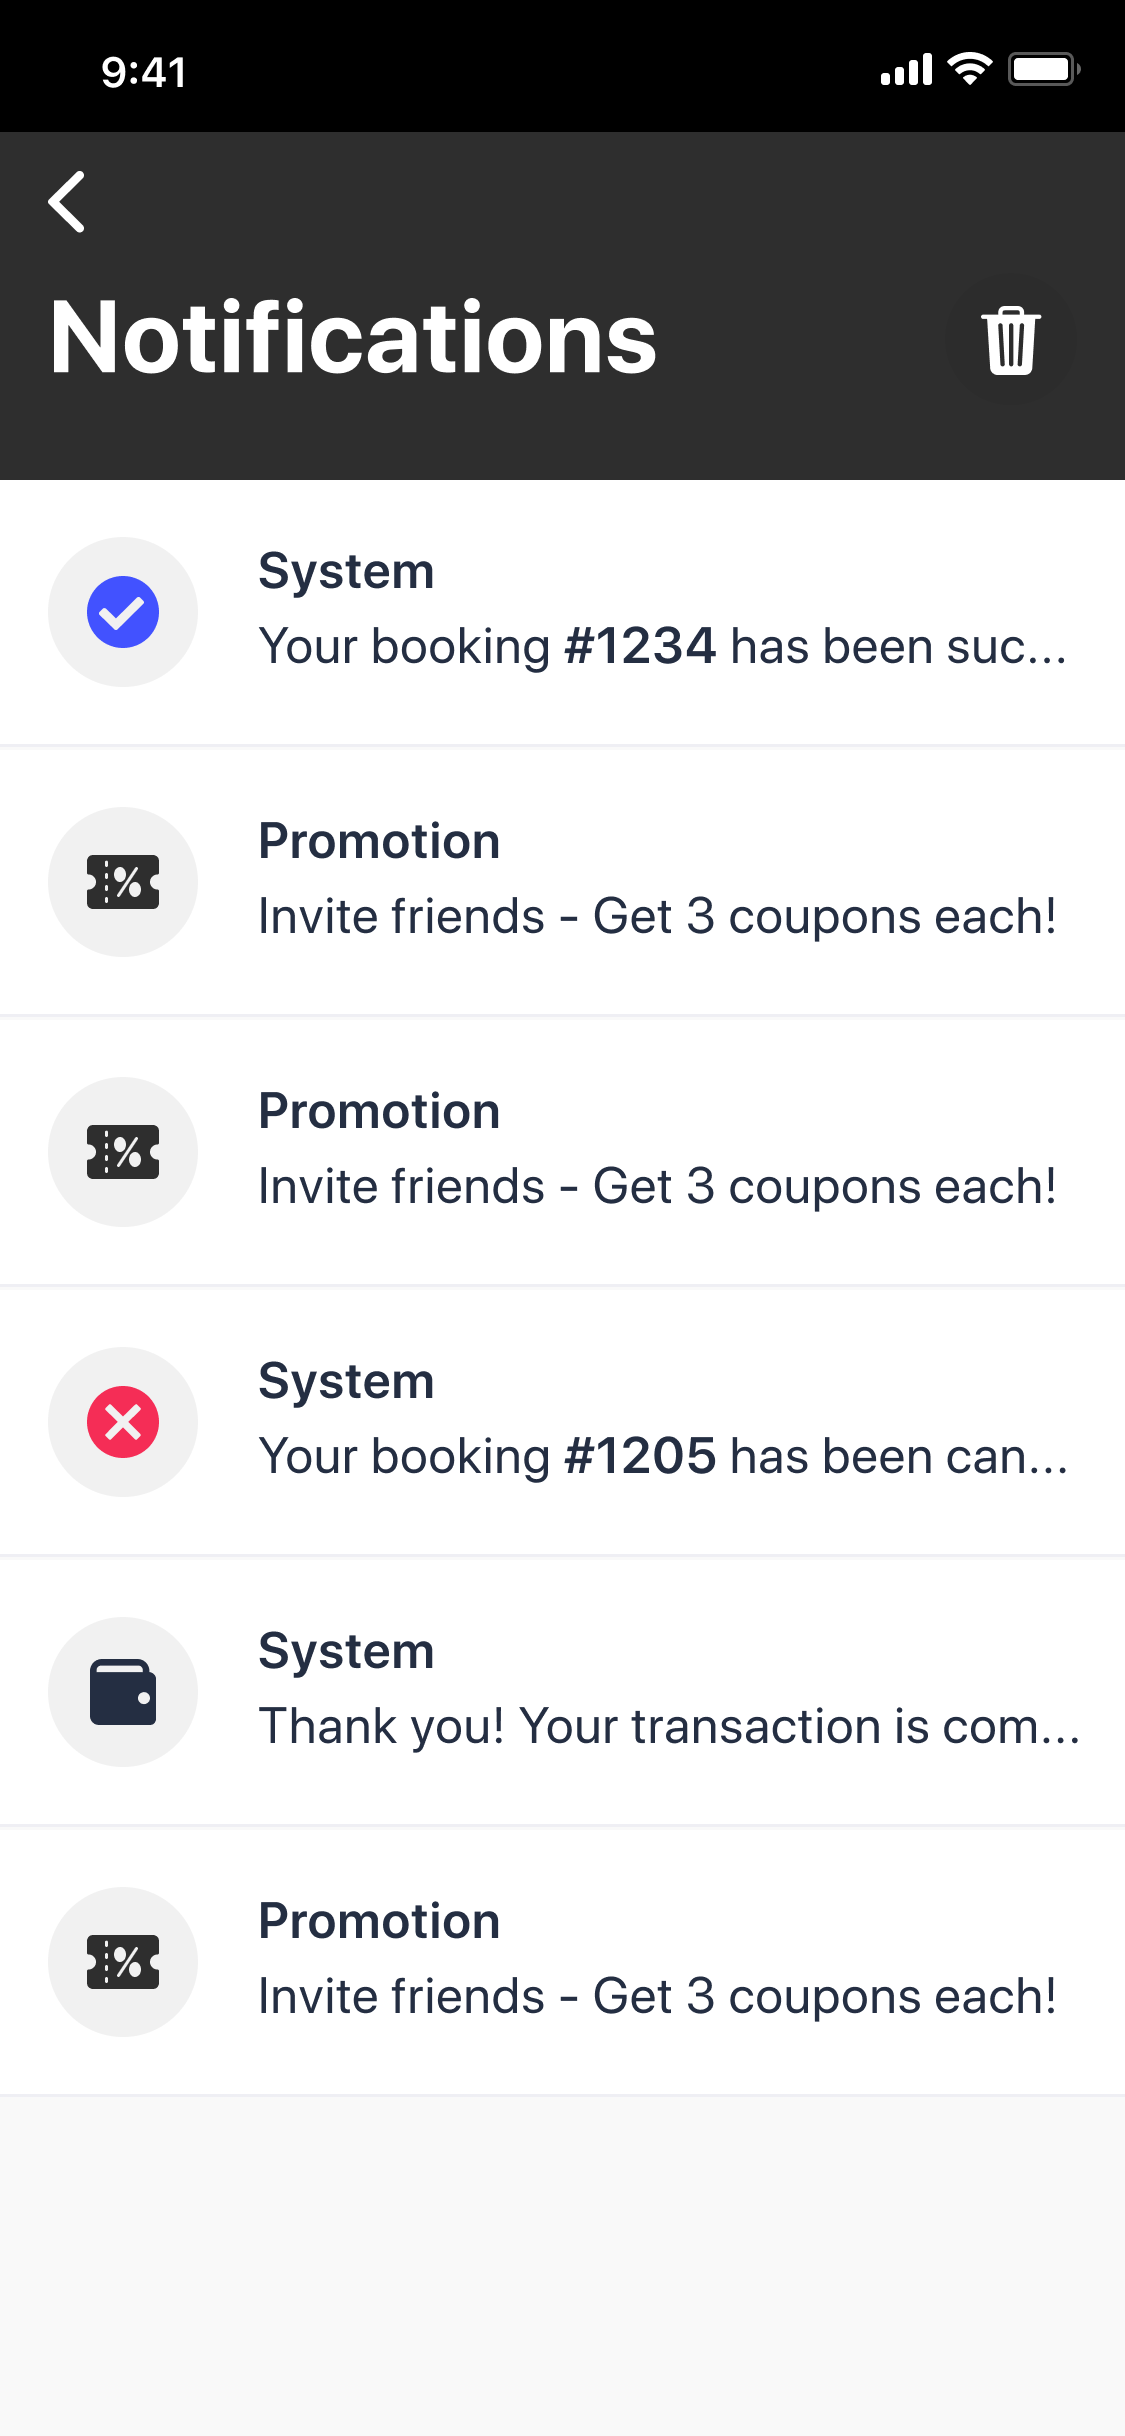 9:41
Notifications
System
Your booking #1234 has been suc...
Promotion
Invite friends - Get 3 coupons each!
Promotion
Invite friends - Get 3 coupons each!
System
Your booking #1205 has been can...
System
Thank you! Your transaction is com...
Promotion
Invite friends - Get 3 coupons each!